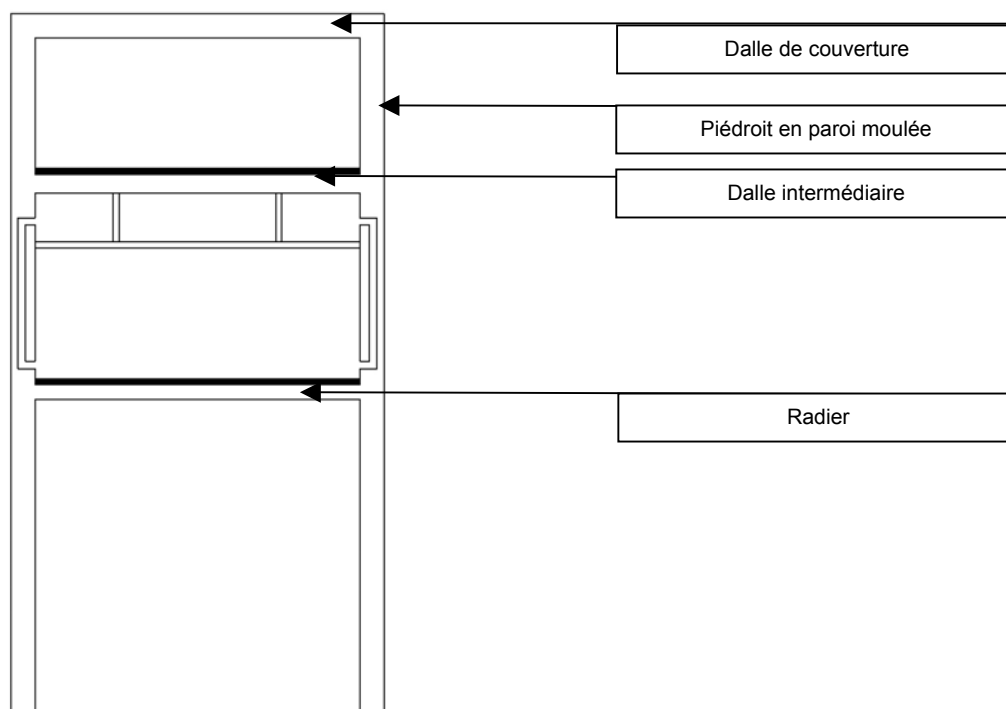 Dalle de couverture
Piédroit en paroi moulée
Dalle intermédiaire
Radier